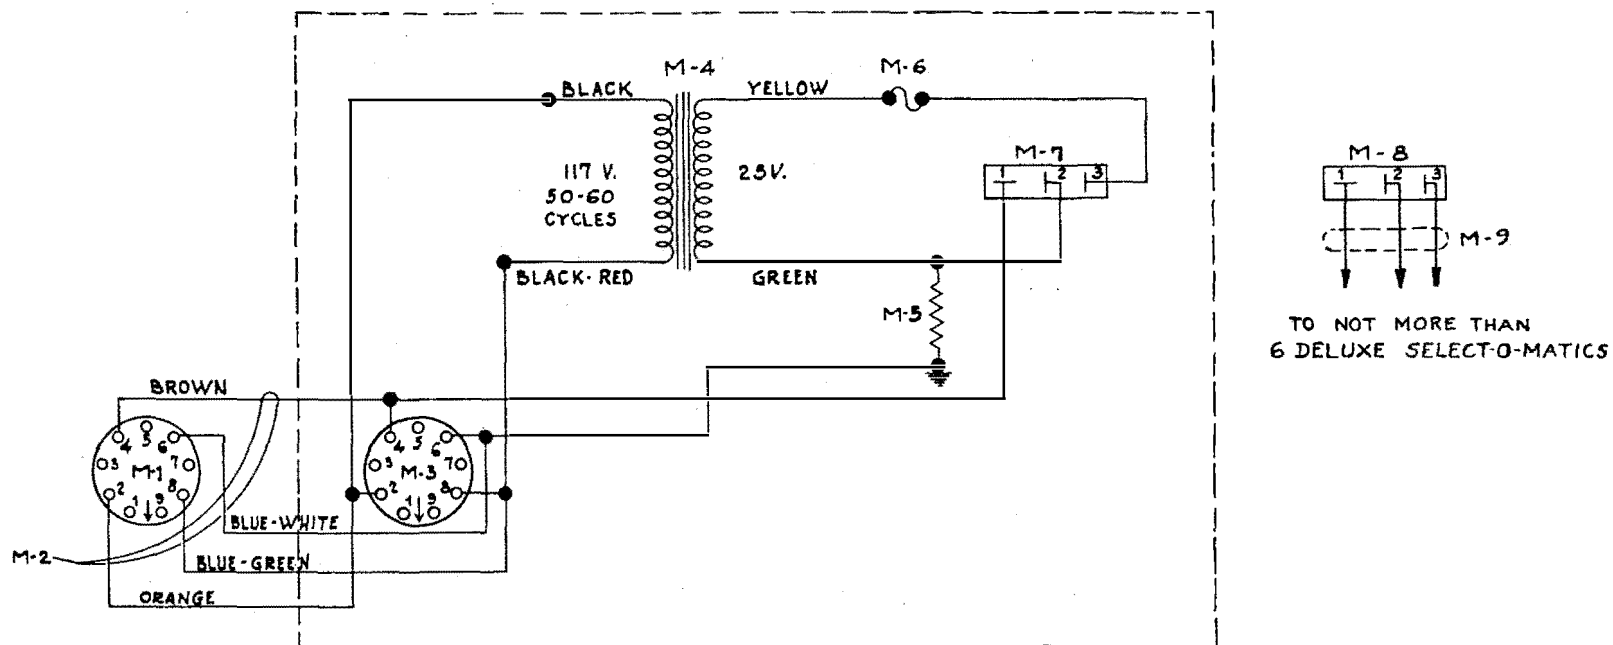 M-4
M-6
BLACK
YELLOW
M-7
1 2 3
M-8
1 2 3
117 V.
50-60
CYCLES
25V.
M-9
BLACK-RED
GREEN
M-5
TO NOT MORE THAN
6 DELUXE SELECT-O-MATICS
BROWN
4 5 6
3 M-1 7
2 8
1 9
4 5 6
3 M-3 7
2 8
1 9
BLUE-WHITE
M-2
BLUE-GREEN
ORANGE